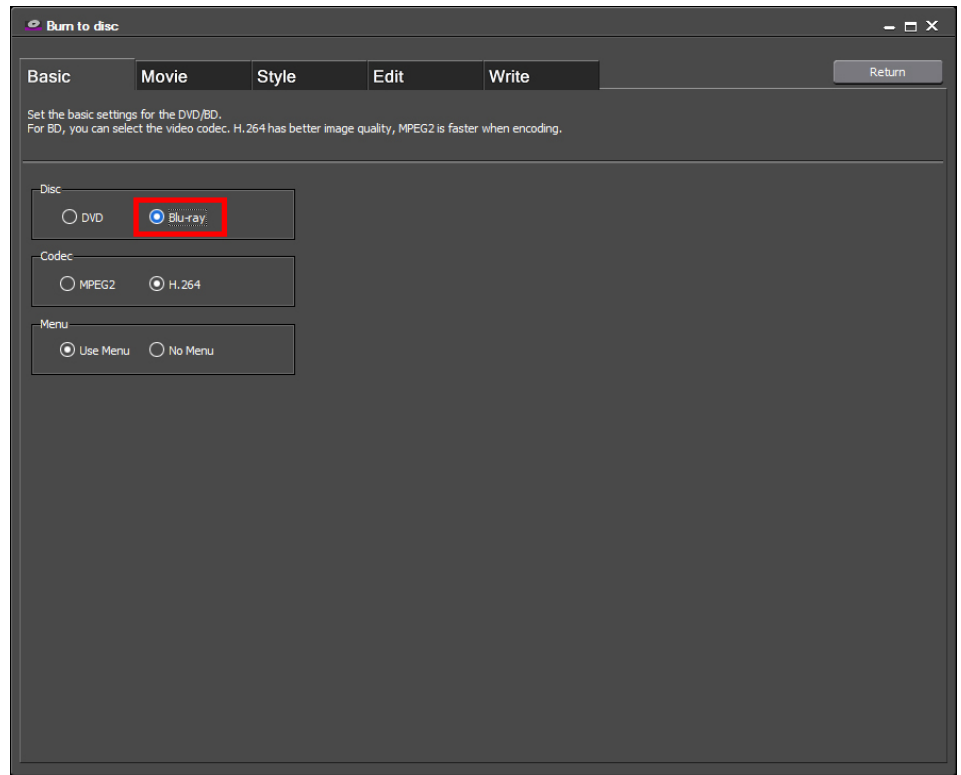 Burn to disc
Basic Movie Style Edit Write Return
Set the basic settings for the DVD/BD.
For BD, you can select the video codec. H.264 has better image quality, MPEG2 is faster when encoding.
Disc
DVD Blu-ray
Codec
MPEG2 H.264
Menu
Use Menu No Menu